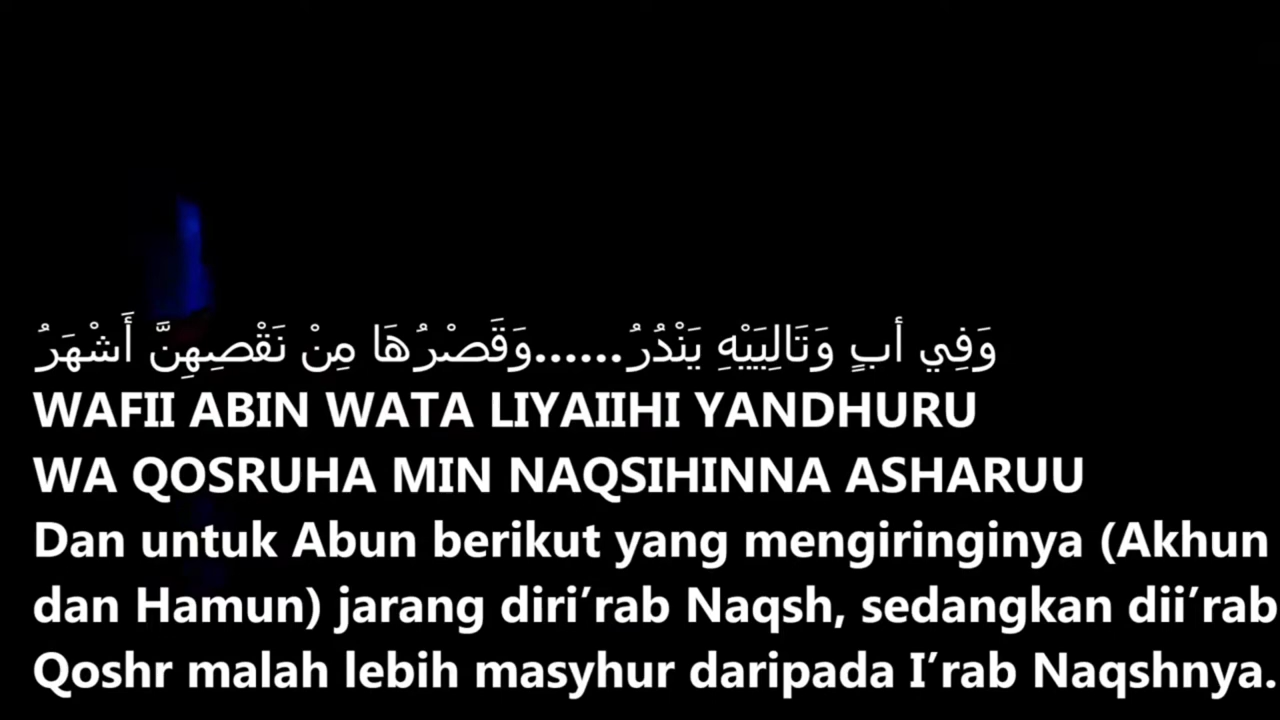 وَفِي أبٍ وَتَالِيَيْهِ يَنْدُرُ......وَقَصْرُهَا مِنْ نَقْصِهِنَّ أَشْهَرُ
WAFII ABIN WATA LIYAIIHI YANDHURU
WA QOSRUHA MIN NAQSIHINNA ASHARUU
Dan untuk Abun berikut yang mengiringinya (Akhun
dan Hamun) jarang diri’rab Naqsh, sedangkan dii’rab
Qoshr malah lebih masyhur daripada I’rab Naqshnya.